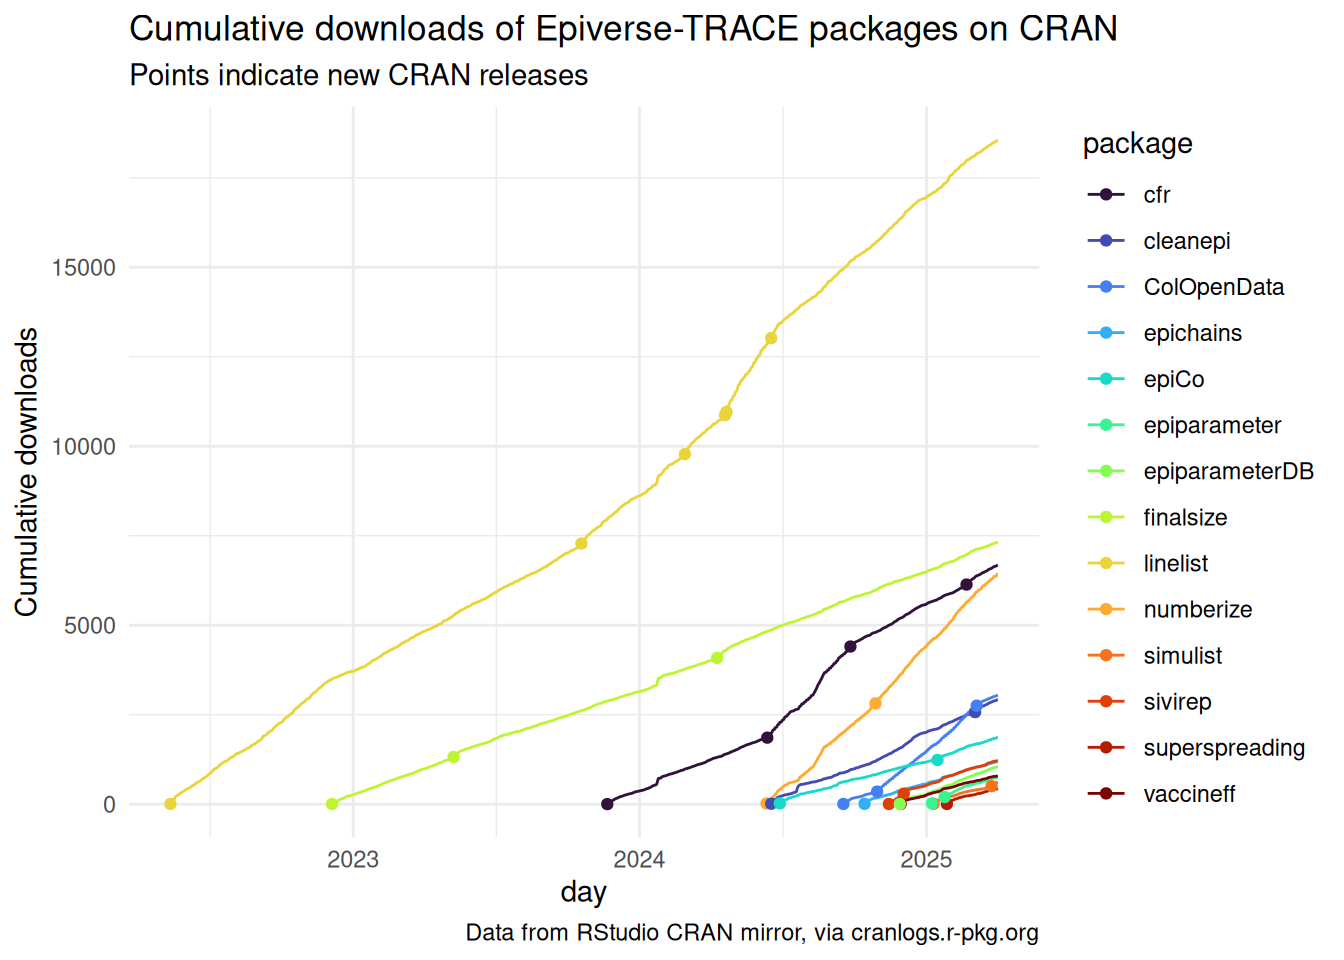 Cumulative downloads of Epiverse-TRACE packages on CRAN
Points indicate new CRAN releases
Cumulative downloads
15000
10000
5000
0
2023
2024
2025
day
package
cfr
cleanepi
ColOpenData
epichains
epiCo
epiparameter
epiparameterDB
finalsize
linelist
numberize
simulist
sivirep
superspreading
vaccineff
Data from RStudio CRAN mirror, via cranlogs.r-pkg.org